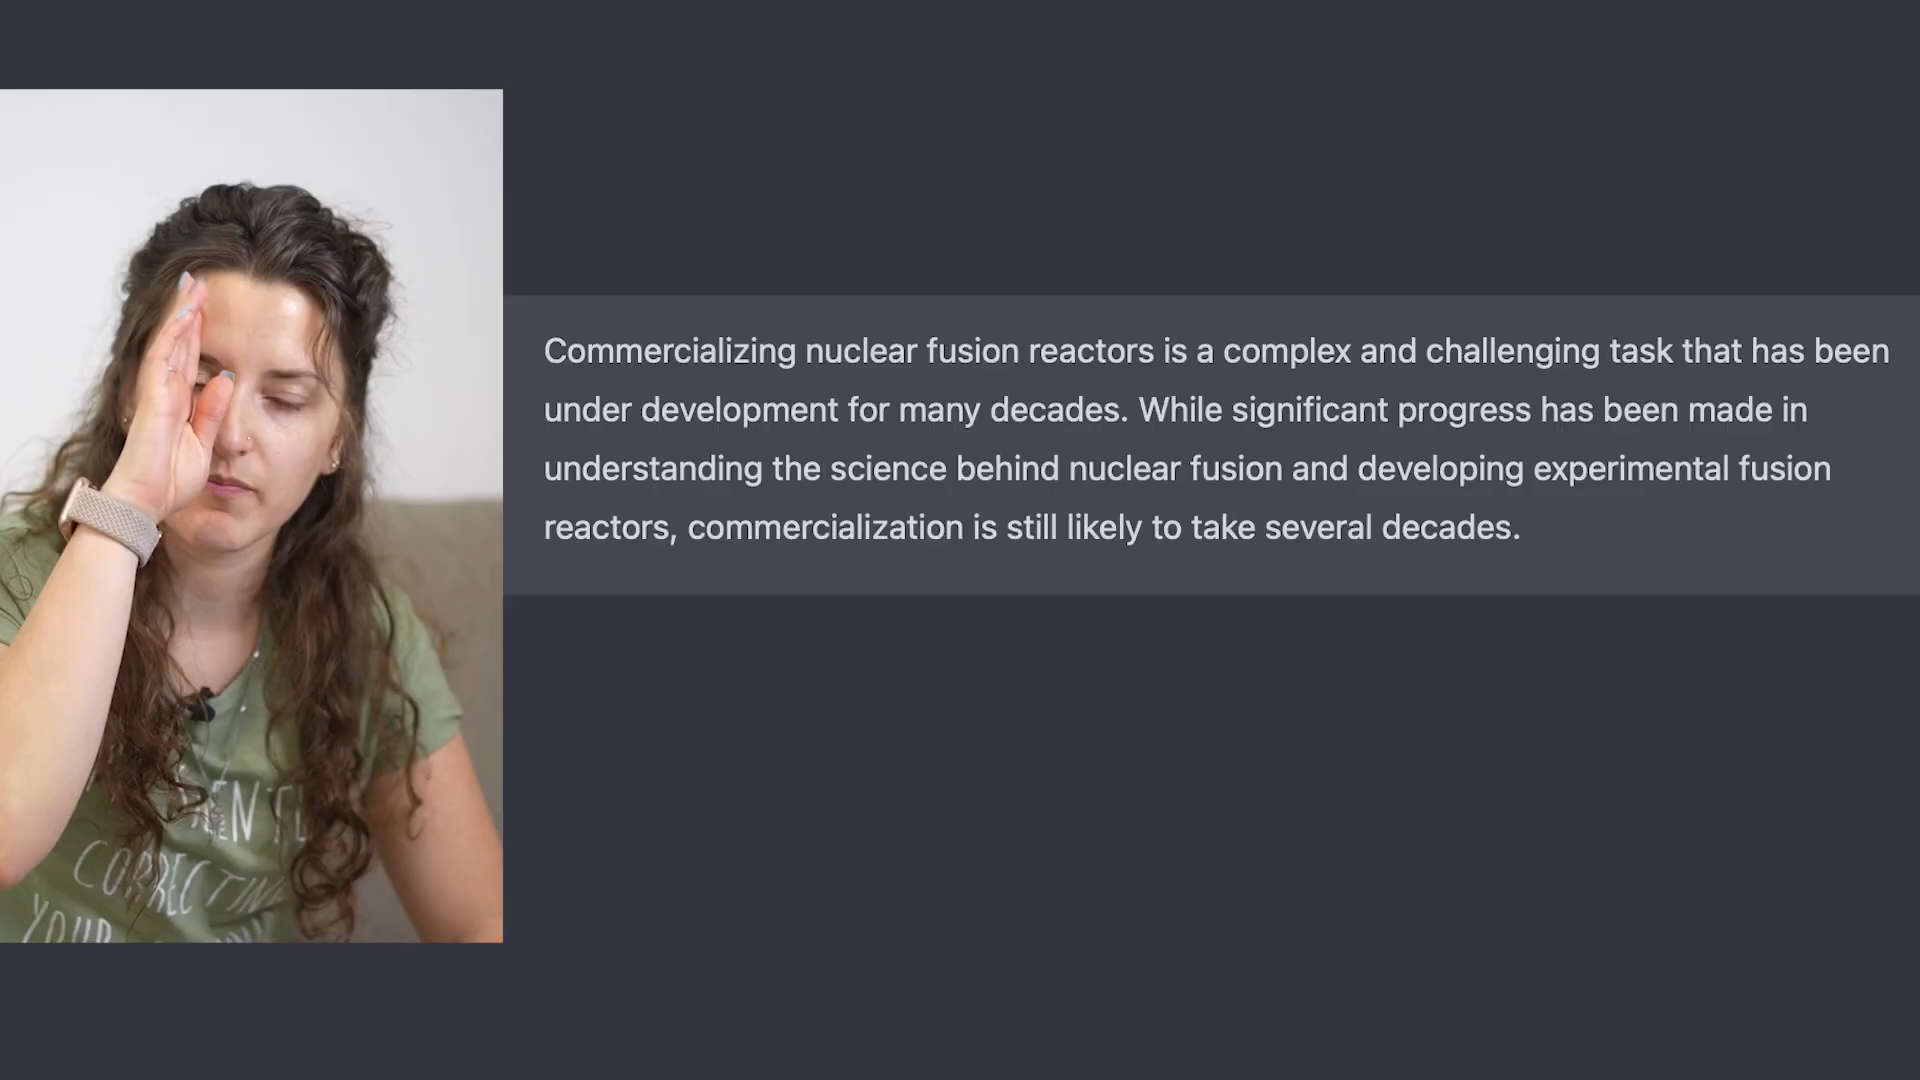 Commercializing nuclear fusion reactors is a complex and challenging task that has been
under development for many decades. While significant progress has been made in
understanding the science behind nuclear fusion and developing experimental fusion
reactors, commercialization is still likely to take several decades.
YOUR